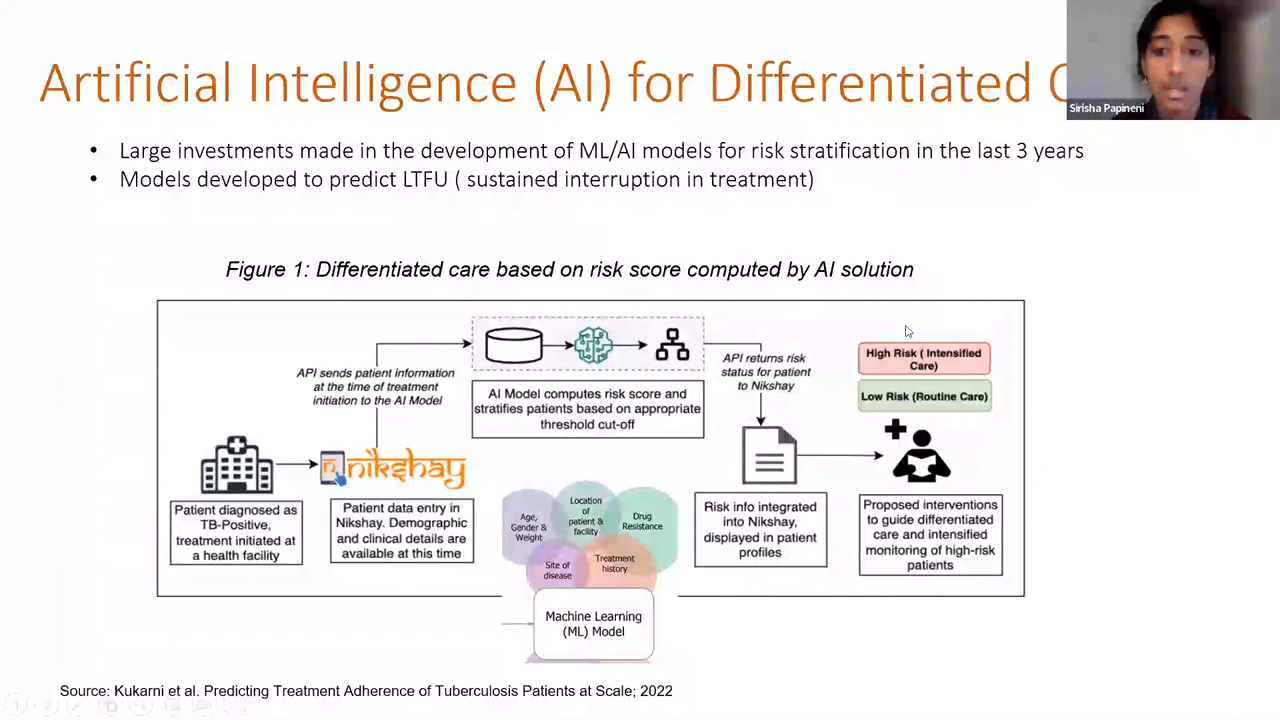 Artificial Intelligence (AI) for Differentiated
Sirisha Papineni
• Large investments made in the development of ML/AI models for risk stratification in the last 3 years
• Models developed to predict LTFU ( sustained interruption in treatment)
Figure 1: Differentiated care based on risk score computed by AI solution
API sends patient information
at the time of treatment
initiation to the AI Model
AI Model computes risk score and
stratifies patients based on appropriate
threshold cut-off
API returns risk
status for patient
to Nikshay
High Risk ( Intensified
Care)
Low Risk (Routine Care)
n nikshay
Patient diagnosed as
TB-Positive,
treatment initiated at
a health facility
Patient data entry in
Nikshay. Demographic
and clinical details are
available at this time
Age,
Gender &
Weight
Location
of
patient &
facility
Drug
Resistance
Site of
disease
Treatment
history
Machine Learning
(ML) Model
Risk info integrated
into Nikshay,
displayed in patient
profiles
Proposed interventions
to guide differentiated
care and intensified
monitoring of high-risk
patients
Source: Kukarni et al. Predicting Treatment Adherence of Tuberculosis Patients at Scale; 2022